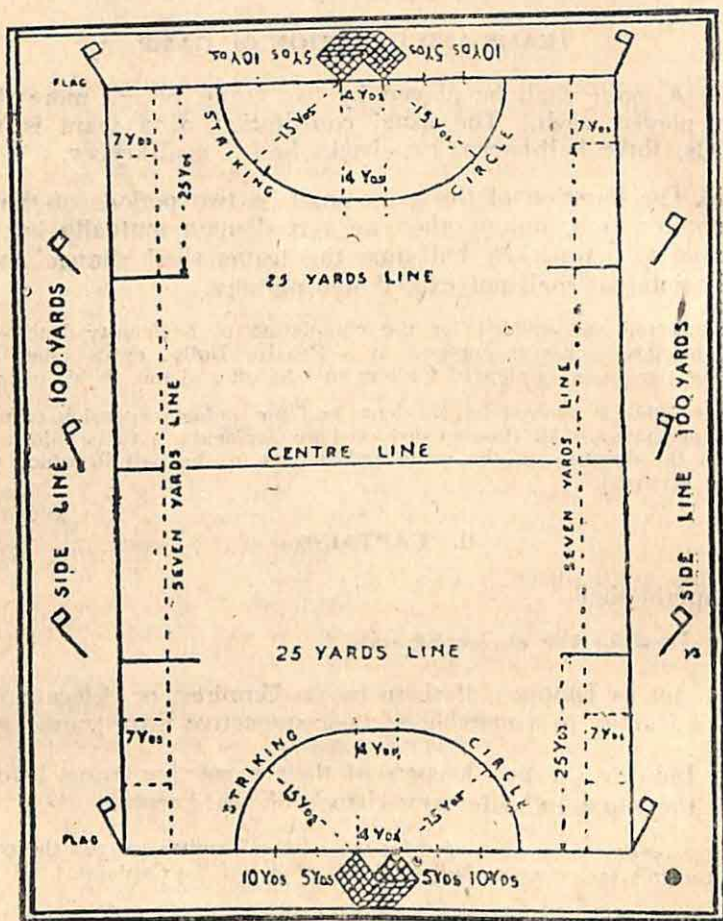 10YDS 5YDS 5YDS 10YDS
FLAG
4 YDS
15 YDS 15 YDS
STRIKING CIRCLE
4 YDS
7 YDS 7 YDS
25 YDS
25 YARDS LINE
SIDE LINE 100 YARDS
SEVEN YARDS LINE
CENTRE LINE
SEVEN YARDS LINE
SIDE LINE 100 YARDS
25 YARDS LINE
STRIKING CIRCLE
4 YDS
15 YDS 15 YDS
4 YDS
7 YDS 7 YDS
25 YDS
FLAG
10YDS 5YDS 5YDS 10YDS